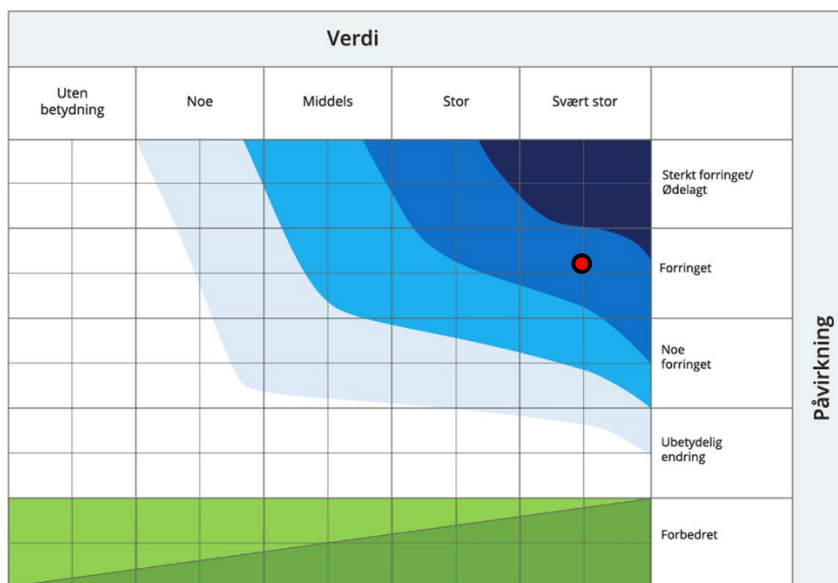 Verdi
Uten
betydning
Noe
Middels
Stor
Svært stor
Sterkt forringet/
Ødelagt
Forringet
Noe
forringet
Ubetydelig
endring
Forbedret
Påvirkning